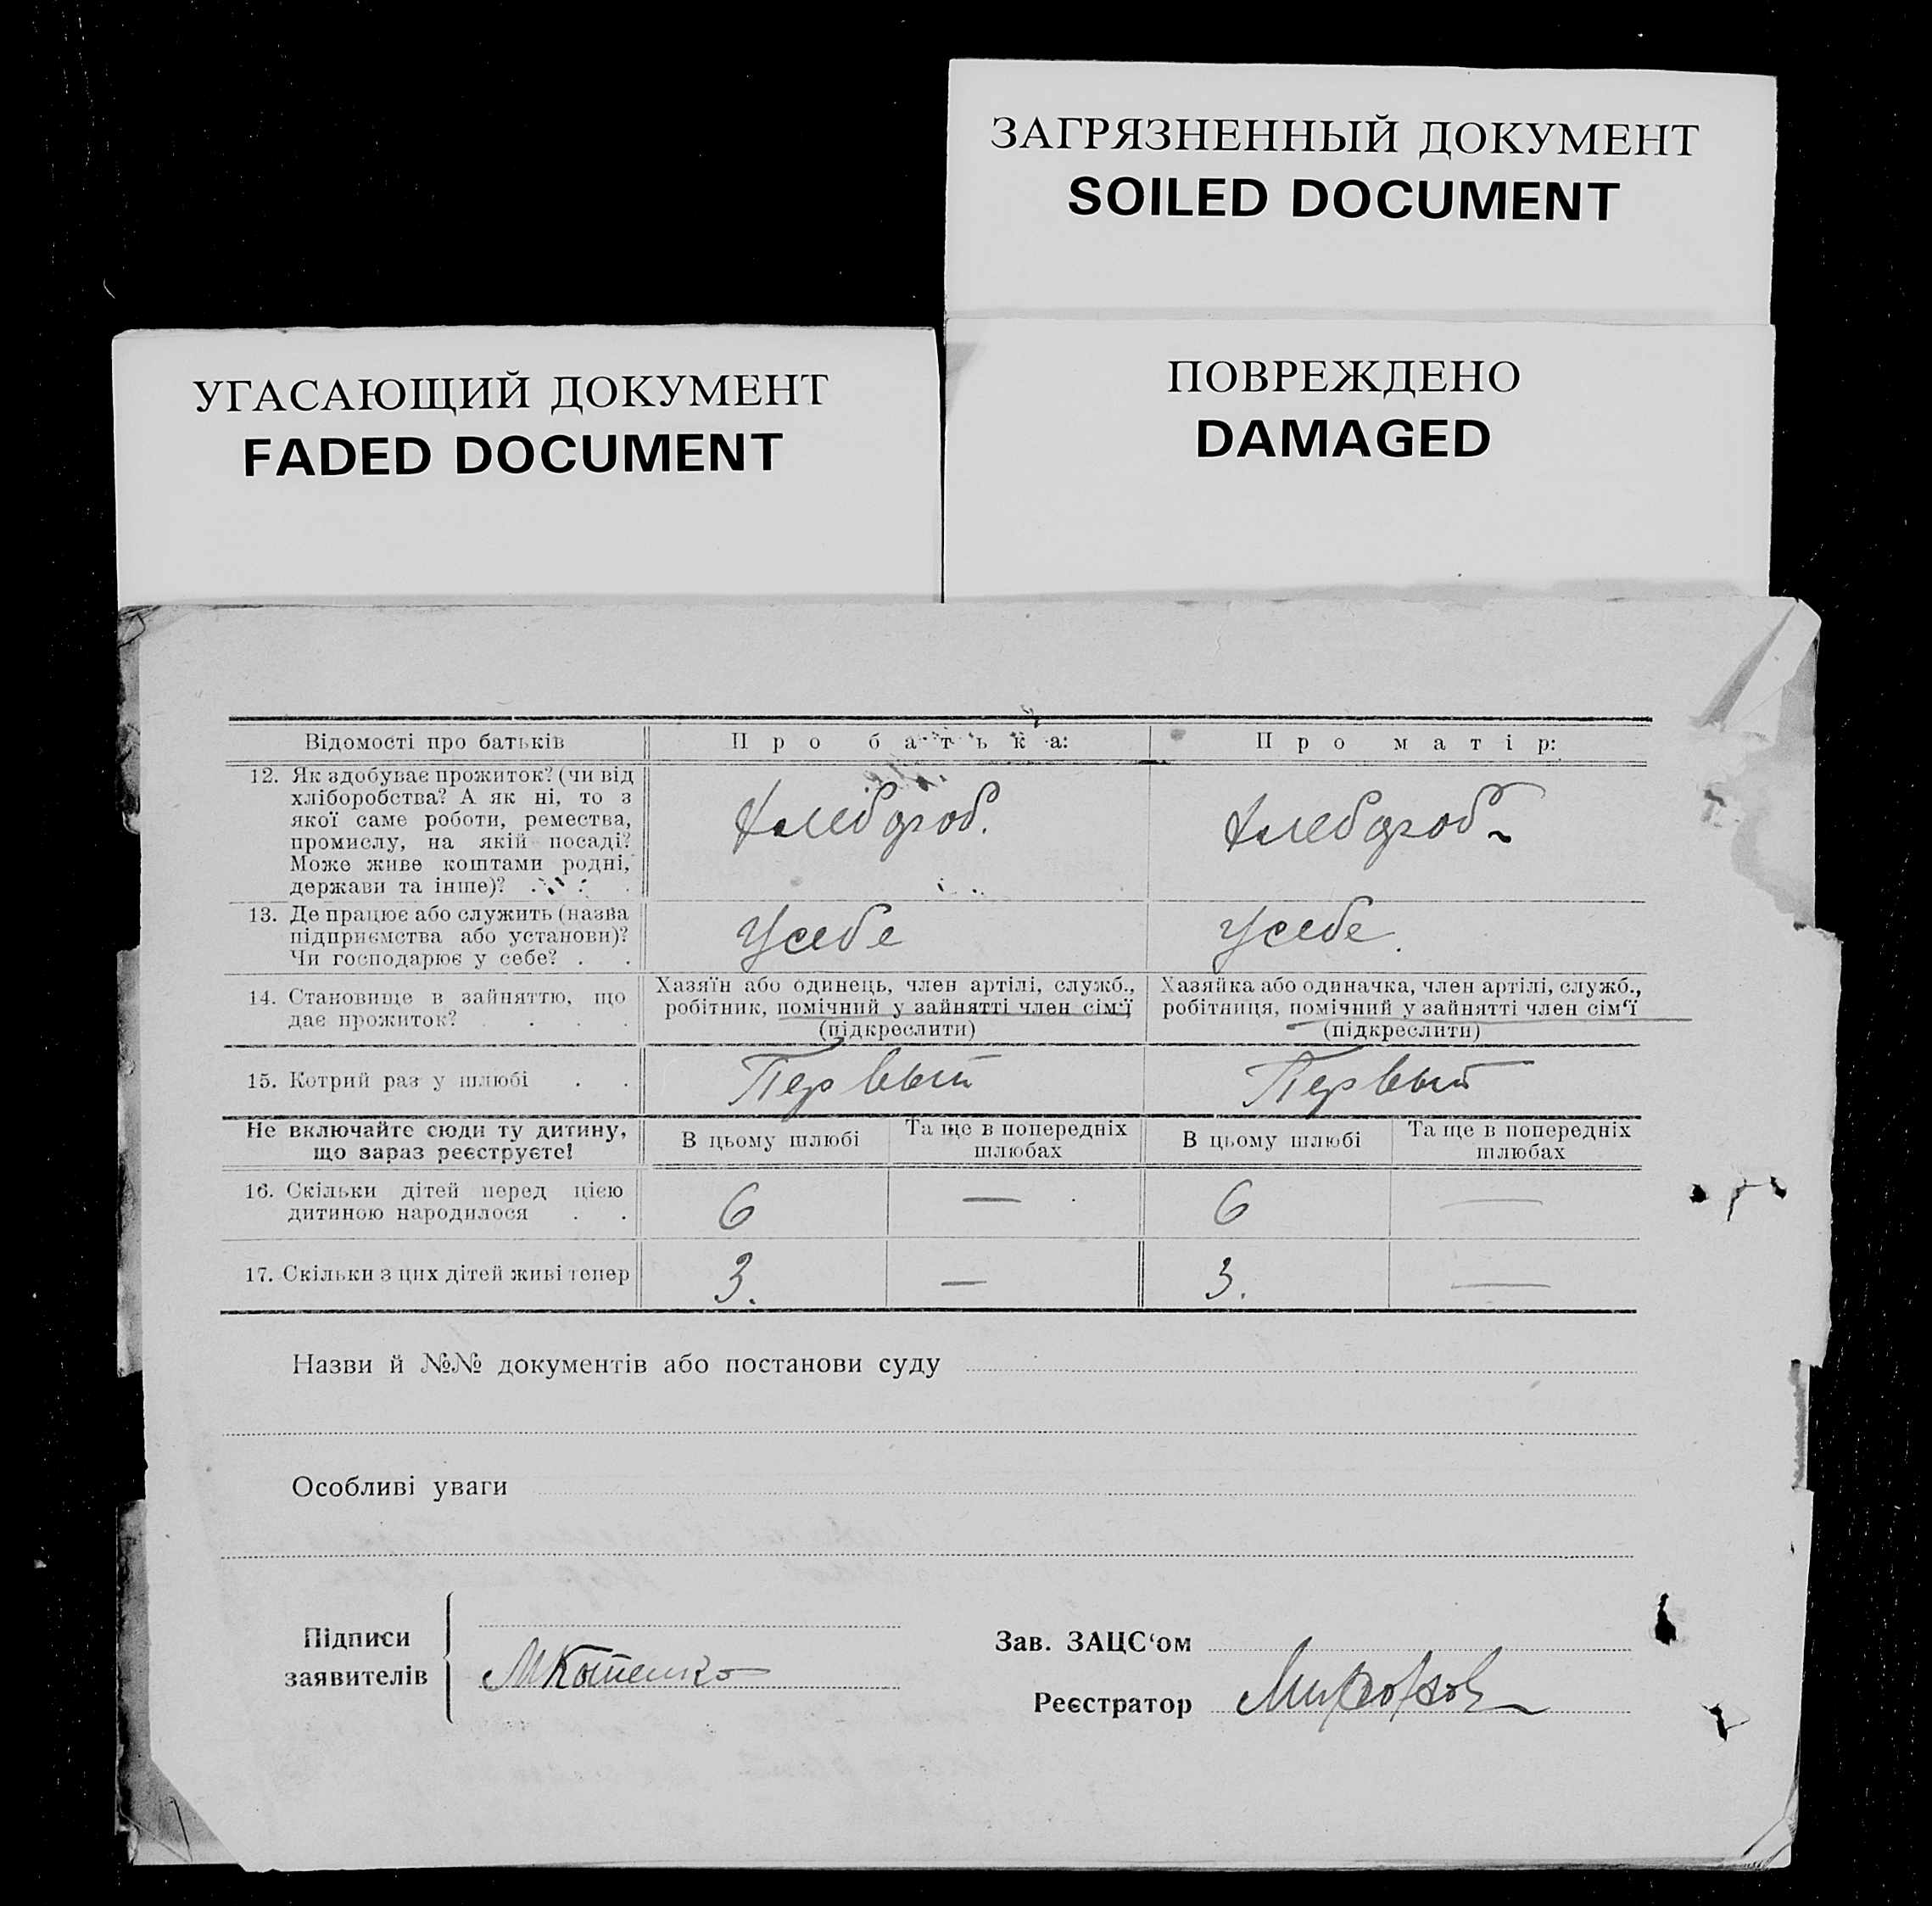 ЗАГРЯЗНЕННЫЙ ДОКУМЕНТ
SOILED DOCUMENT
УГАСАЮЩИЙ ДОКУМЕНТ
FADED DOCUMENT
ПОВРЕЖДЕНО
DAMAGED
Відомості про батьків
Про батька:
Про матір:
12. Як здобуває прожиток? (чи від
хліборобства? А як ні, то з
якої саме роботи, ремества,
промислу, на якій посаді?
Може живе коштами родні,
держави та інше)? . . . .
Хлебороб.
Хлебороб
13. Де працює або служить (назва
підприємства або установи)?
Чи господарює у себе? . .
У себе
У себе.
14. Становище в зайняттю, що
дає прожиток? . . . .
Хазяїн або одинець, член артілі, служб.,
робітник, помічний у зайнятті член сім'ї
(підкреслити)
Хазяйка або одиначка, член артілі, служб.,
робітниця, помічний у зайнятті член сім'ї
(підкреслити)
15. Котрий раз у шлюбі . .
Первый
Первый
Не включайте сюди ту дитину,
що зараз реєструєте!
В цьому шлюбі
Та ще в попередніх
шлюбах
В цьому шлюбі
Та ще в попередніх
шлюбах
16. Скільки дітей перед цією
дитиною народилося . .
6
—
6
—
17. Скільки з цих дітей живі тепер
3.
—
3.
—
Назви й №№ документів або постанови суду
Особливі уваги
Підписи
заявителів
МКотенко
Зав. ЗАЦС'ом
Реєстратор